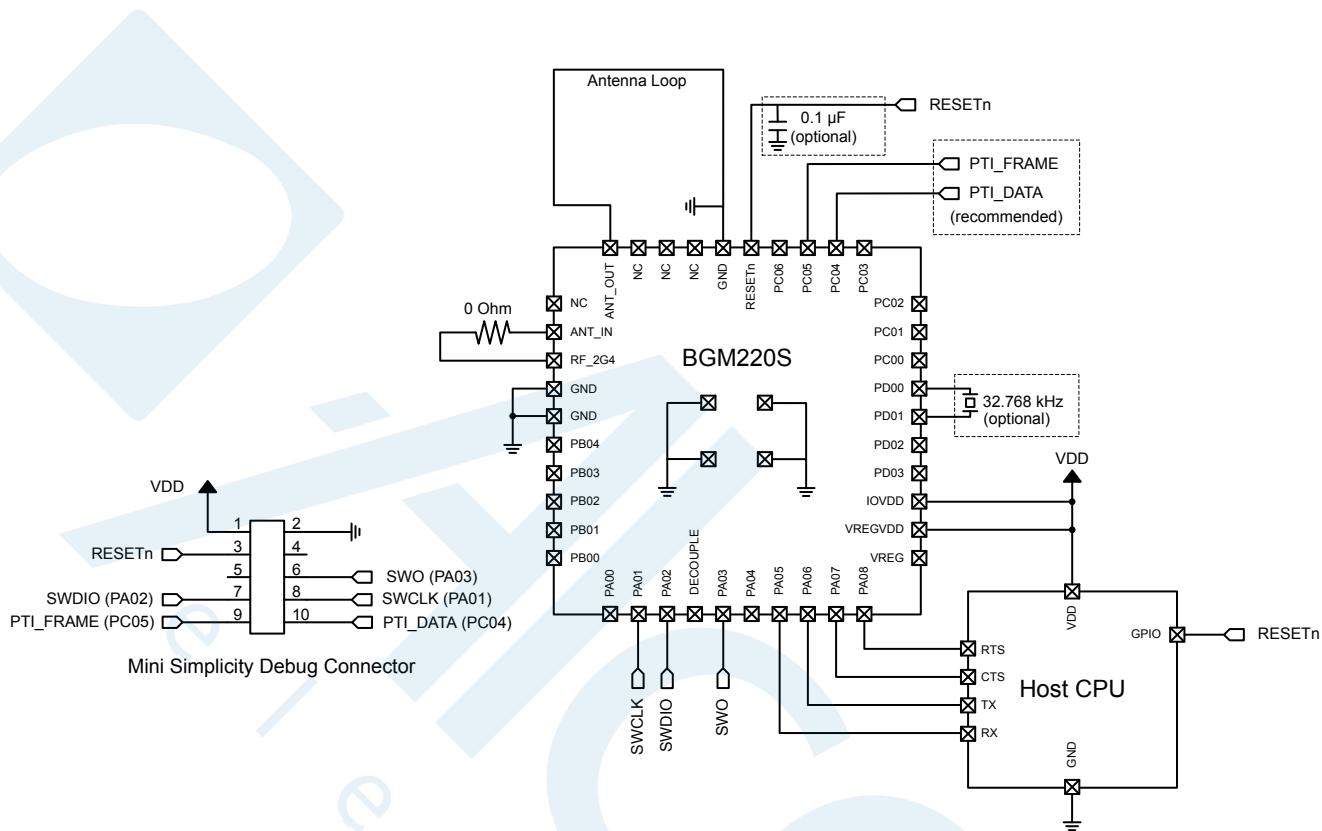 Antenna Loop
RESETn
0.1 µF
(optional)
PTI_FRAME
PTI_DATA
(recommended)
ANT_OUT
NC
NC
NC
GND
RESETn
PC06
PC05
PC04
PC03
NC
0 Ohm
ANT_IN
RF_2G4
GND
GND
PB04
PB03
PB02
PB01
PB00
BGM220S
PC02
PC01
PC00
PD00
PD01
PD02
PD03
IOVDD
VREGVDD
VREG
32.768 kHz
(optional)
VDD
PA00
PA01
PA02
DECOUPLE
PA03
PA04
PA05
PA06
PA07
PA08
SWCLK
SWDIO
SWO
VDD
1
2
RESETn
3
4
5
6
SWO (PA03)
SWDIO (PA02)
7
8
SWCLK (PA01)
PTI_FRAME (PC05)
9
10
PTI_DATA (PC04)
Mini Simplicity Debug Connector
VDD
RTS
CTS
TX
RX
Host CPU
GPIO
RESETn
GND
e
e